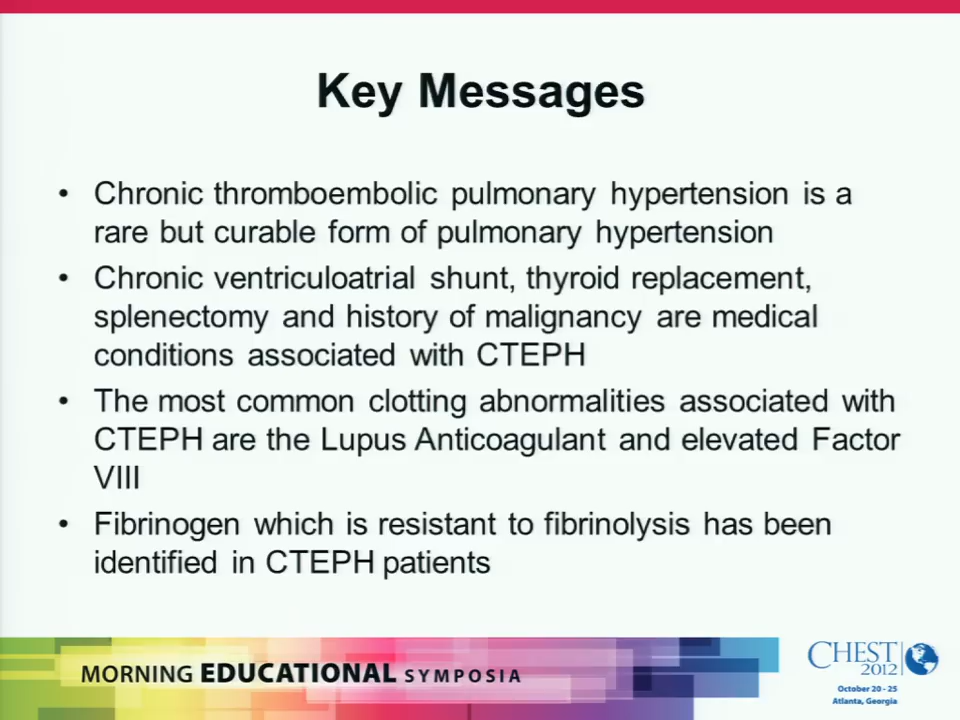 Key Messages
• Chronic thromboembolic pulmonary hypertension is a
rare but curable form of pulmonary hypertension
• Chronic ventriculoatrial shunt, thyroid replacement,
splenectomy and history of malignancy are medical
conditions associated with CTEPH
• The most common clotting abnormalities associated with
CTEPH are the Lupus Anticoagulant and elevated Factor
VIII
• Fibrinogen which is resistant to fibrinolysis has been
identified in CTEPH patients
MORNING EDUCATIONAL SYMPOSIA
CHEST
2012
October 20 - 25
Atlanta, Georgia